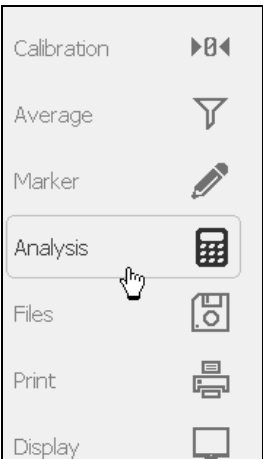 Calibration
Average
Marker
Analysis
Files
Print
Display